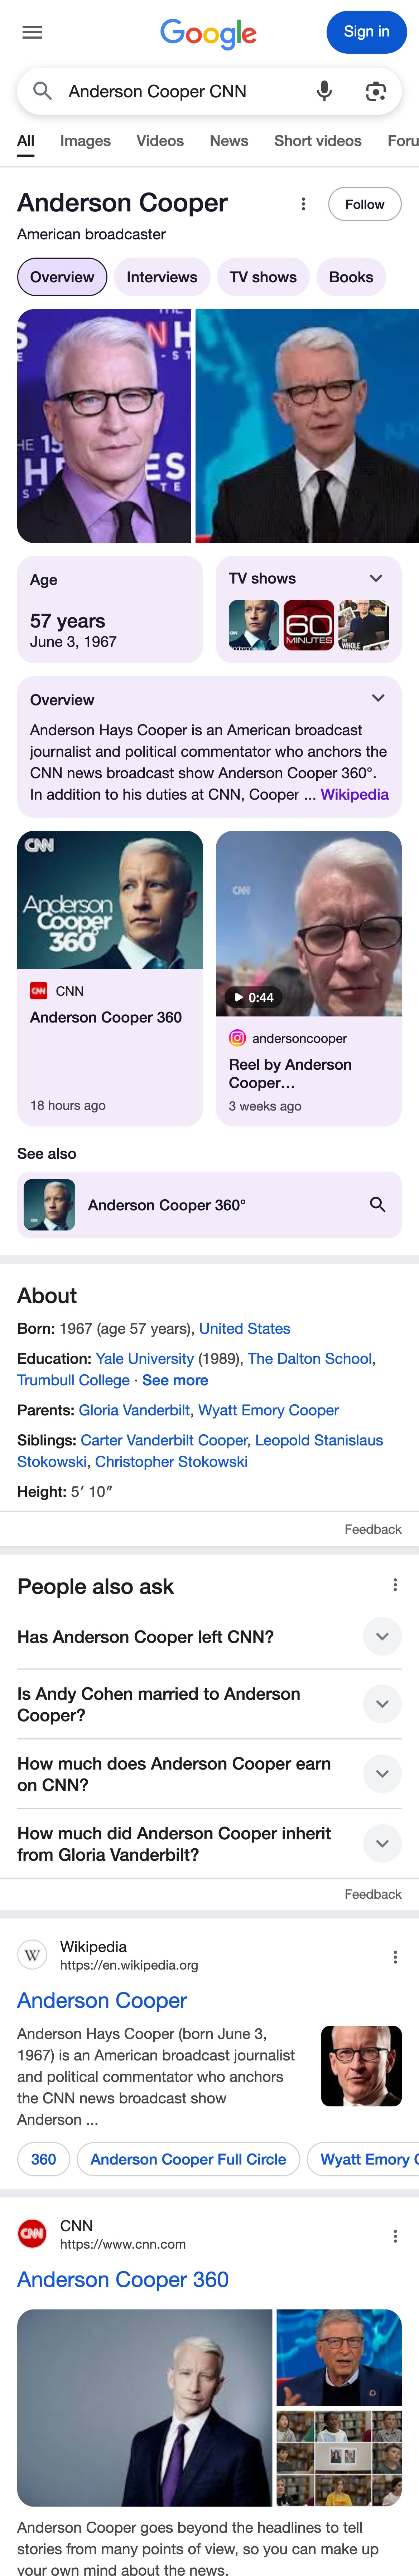 Google
Sign in
Anderson Cooper CNN
All
Images
Videos
News
Short videos
Foru
Anderson Cooper
Follow
American broadcaster
Overview
Interviews
TV shows
Books
Age
57 years
June 3, 1967
TV shows
60
MINUTES
WHOLE
Overview
Anderson Hays Cooper is an American broadcast
journalist and political commentator who anchors the
CNN news broadcast show Anderson Cooper 360°.
In addition to his duties at CNN, Cooper ... Wikipedia
CNN
Anderson
Cooper
360°
CNN
Anderson Cooper 360
18 hours ago
CNN
0:44
andersoncooper
Reel by Anderson
Cooper...
3 weeks ago
See also
Anderson Cooper 360°
About
Born: 1967 (age 57 years), United States
Education: Yale University (1989), The Dalton School,
Trumbull College · See more
Parents: Gloria Vanderbilt, Wyatt Emory Cooper
Siblings: Carter Vanderbilt Cooper, Leopold Stanislaus
Stokowski, Christopher Stokowski
Height: 5′ 10″
Feedback
People also ask
Has Anderson Cooper left CNN?
Is Andy Cohen married to Anderson
Cooper?
How much does Anderson Cooper earn
on CNN?
How much did Anderson Cooper inherit
from Gloria Vanderbilt?
Feedback
W
Wikipedia
https://en.wikipedia.org
Anderson Cooper
Anderson Hays Cooper (born June 3,
1967) is an American broadcast journalist
and political commentator who anchors
the CNN news broadcast show
Anderson ...
360
Anderson Cooper Full Circle
Wyatt Emory C
CNN
CNN
https://www.cnn.com
Anderson Cooper 360
Anderson Cooper goes beyond the headlines to tell
stories from many points of view, so you can make up
your own mind about the news.